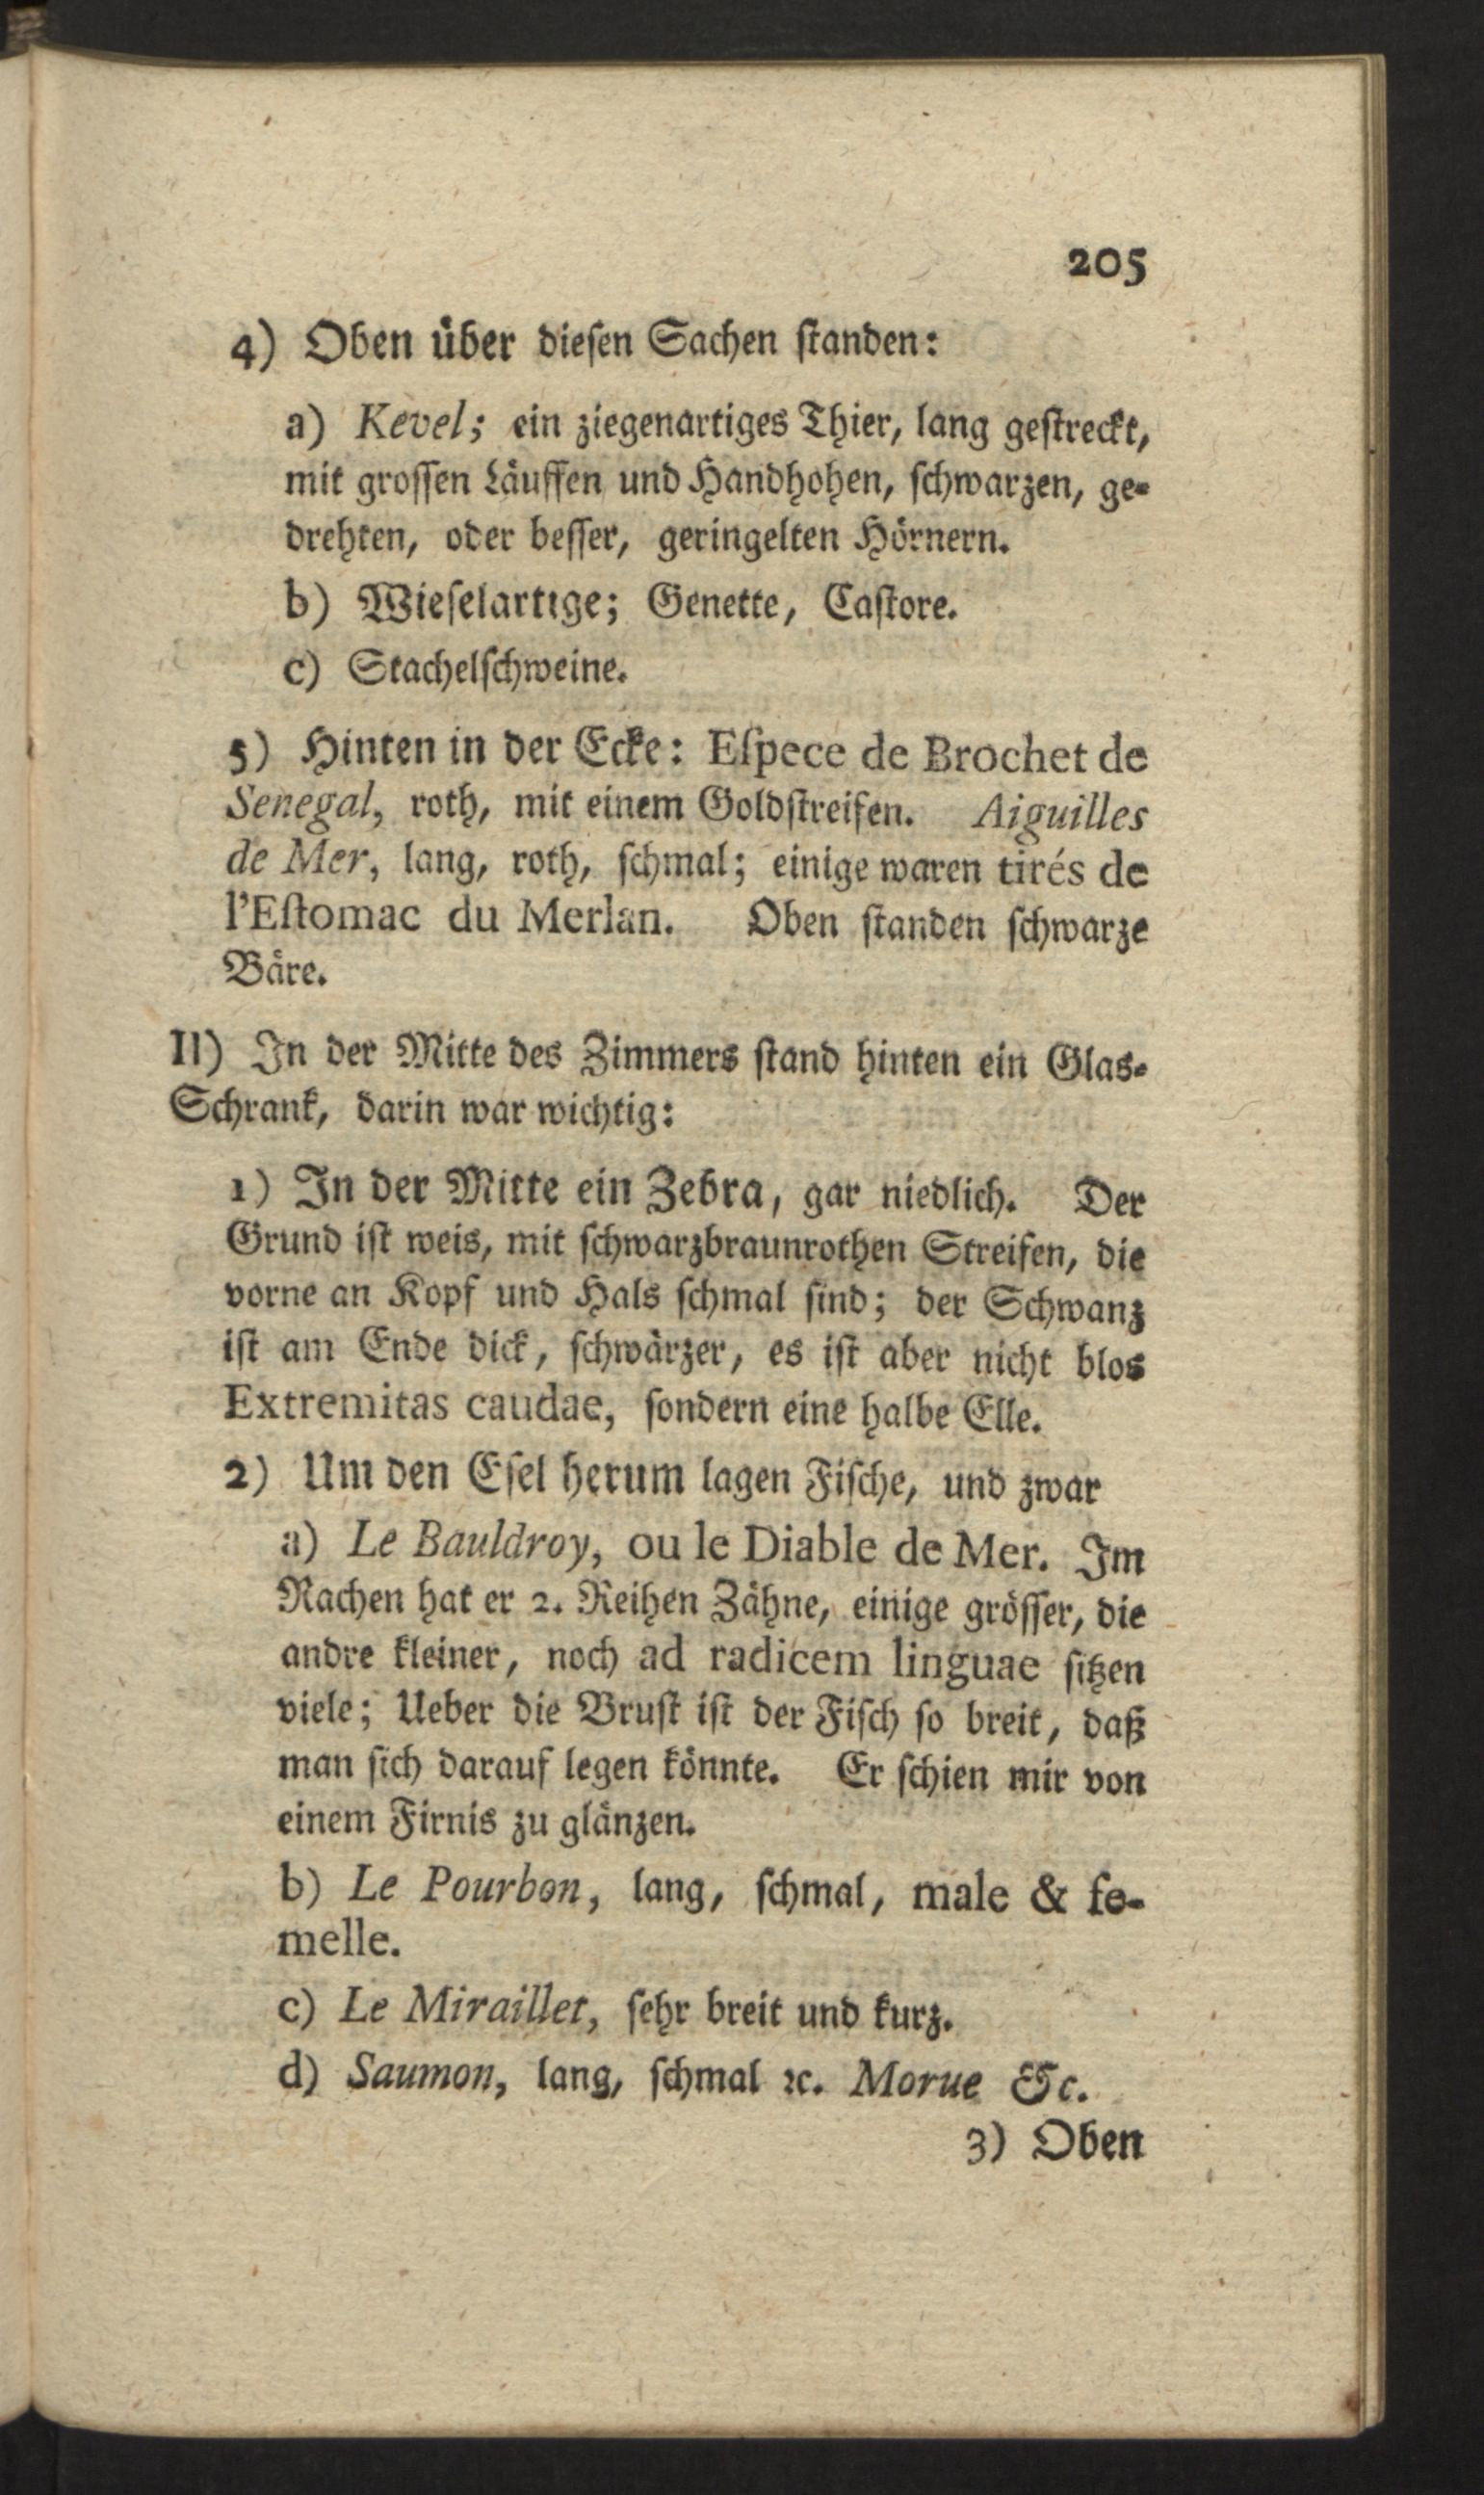 205
4) Oben über dieſen Sachen ſtanden:
a) Kevel; ein ziegenartiges Thier, lang geſtreckt,
mit groſſen Läuffen und Handhohen, ſchwarzen, ge-
drehten, oder beſſer, geringelten Hörnern.
b) Wieſelartige; Genette, Caſtore.
c) Stachelſchweine.
5) Hinten in der Ecke: Eſpece de Brochet de
Senegal, roth, mit einem Goldſtreifen. Aiguilles
de Mer, lang, roth, ſchmal; einige waren tirés de
l'Eſtomac du Merlan. Oben ſtanden ſchwarze
Bäre.
II) In der Mitte des Zimmers ſtand hinten ein Glas-
Schrank, darin war wichtig:
1) In der Mitte ein Zebra, gar niedlich. Der
Grund iſt weis, mit ſchwarzbraunrothen Streifen, die
vorne an Kopf und Hals ſchmal ſind; der Schwanz
iſt am Ende dick, ſchwärzer, es iſt aber nicht blos
Extremitas caudae, ſondern eine halbe Elle.
2) Um den Eſel herum lagen Fiſche, und zwar
a) Le Bauldroy, ou le Diable de Mer. Im
Rachen hat er 2. Reihen Zähne, einige gröſſer, die
andre kleiner, noch ad radicem linguae ſitzen
viele; Ueber die Bruſt iſt der Fiſch ſo breit, daß
man ſich darauf legen könnte. Er ſchien mir von
einem Firnis zu glänzen.
b) Le Pourbon, lang, ſchmal, male & fe-
melle.
c) Le Miraillet, ſehr breit und kurz.
d) Saumon, lang, ſchmal ꝛc. Morue &c.
3) Oben